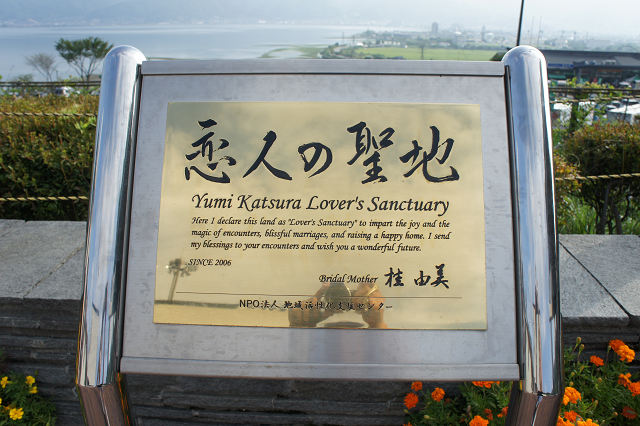 恋人の聖地
Yumi Katsura Lover's Sanctuary
Here I declare this land as "Lover's Sanctuary" to impart the joy and the
magic of encounters, blissful marriages, and raising a happy home. I send
my blessings to your encounters and wish you a wonderful future.
SINCE 2006
Bridal Mother 桂 由美
NPO法人 地域活性化支援センター